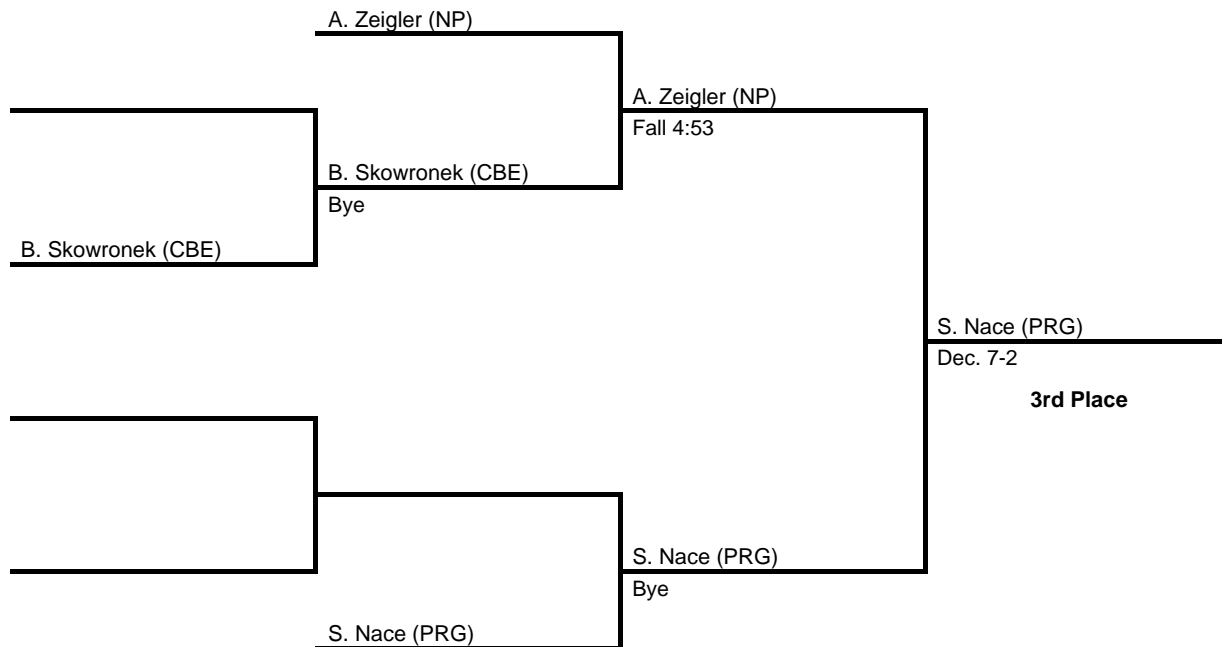 A. Zeigler (NP)
A. Zeigler (NP)
Fall 4:53
B. Skowronek (CBE)
Bye
B. Skowronek (CBE)
S. Nace (PRG)
Dec. 7-2
3rd Place
S. Nace (PRG)
Bye
S. Nace (PRG)